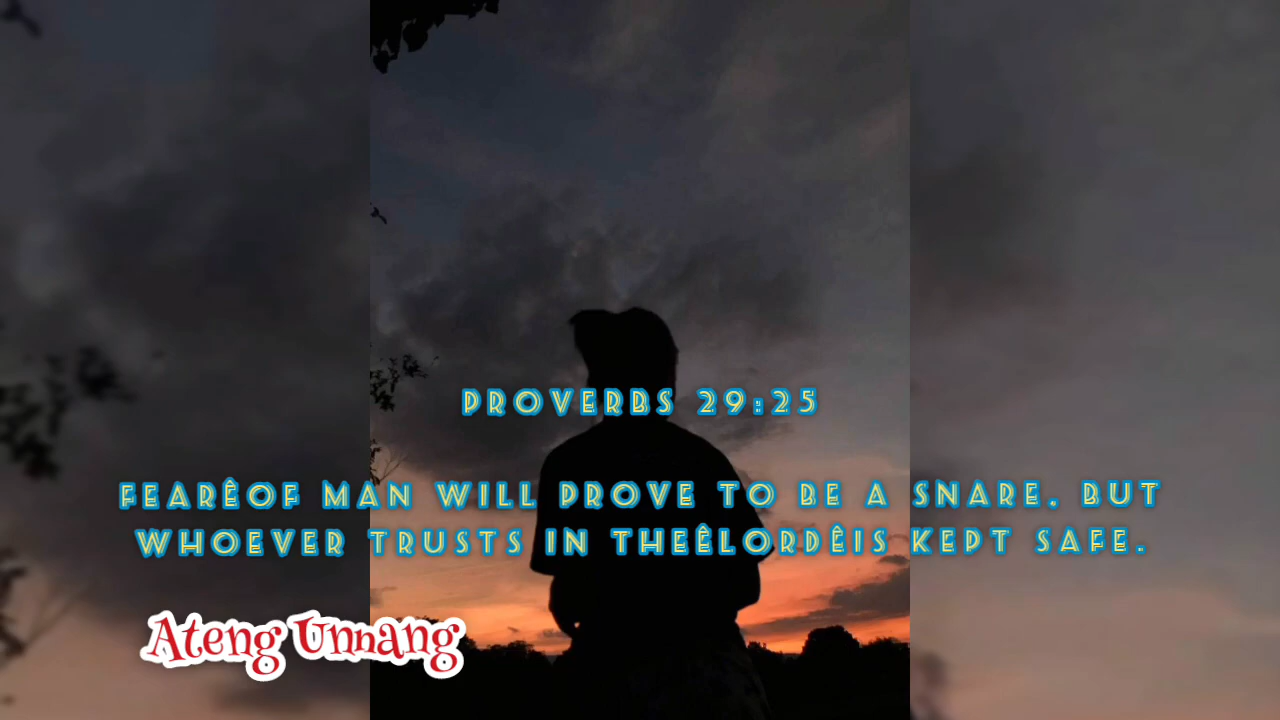 PROVERBS 29:25
FEARÊOF MAN WILL PROVE TO BE A SNARE, BUT
WHOEVER TRUSTS IN THEÊLORDÊIS KEPT SAFE.
Ateng Unnang